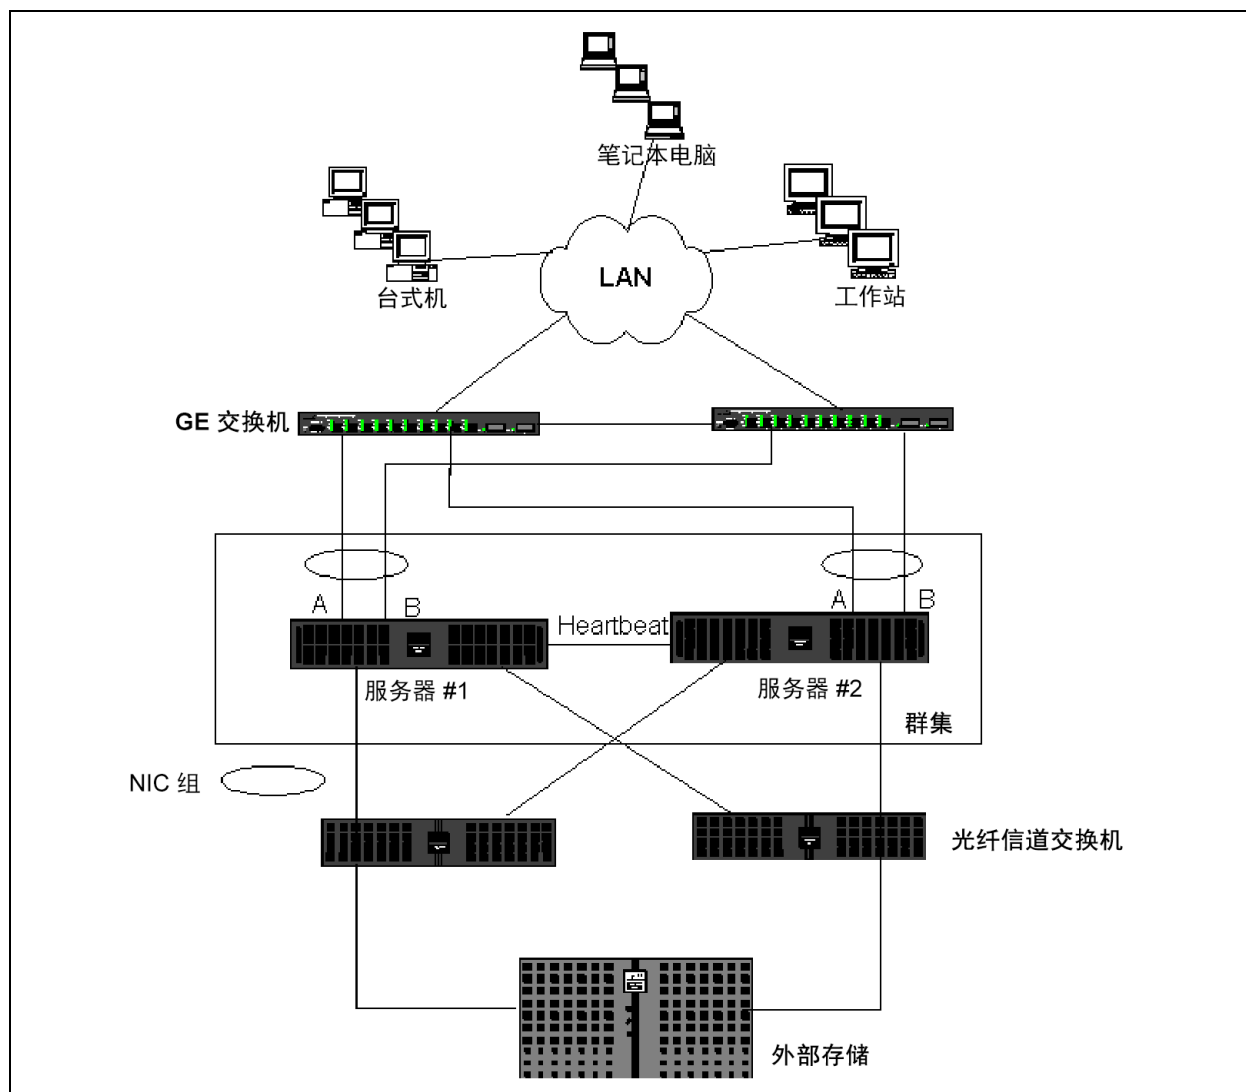 笔记本电脑
LAN
台式机
工作站
GE 交换机
A
B
A
B
Heartbeat
服务器 #1
服务器 #2
群集
NIC 组
光纤信道交换机
外部存储